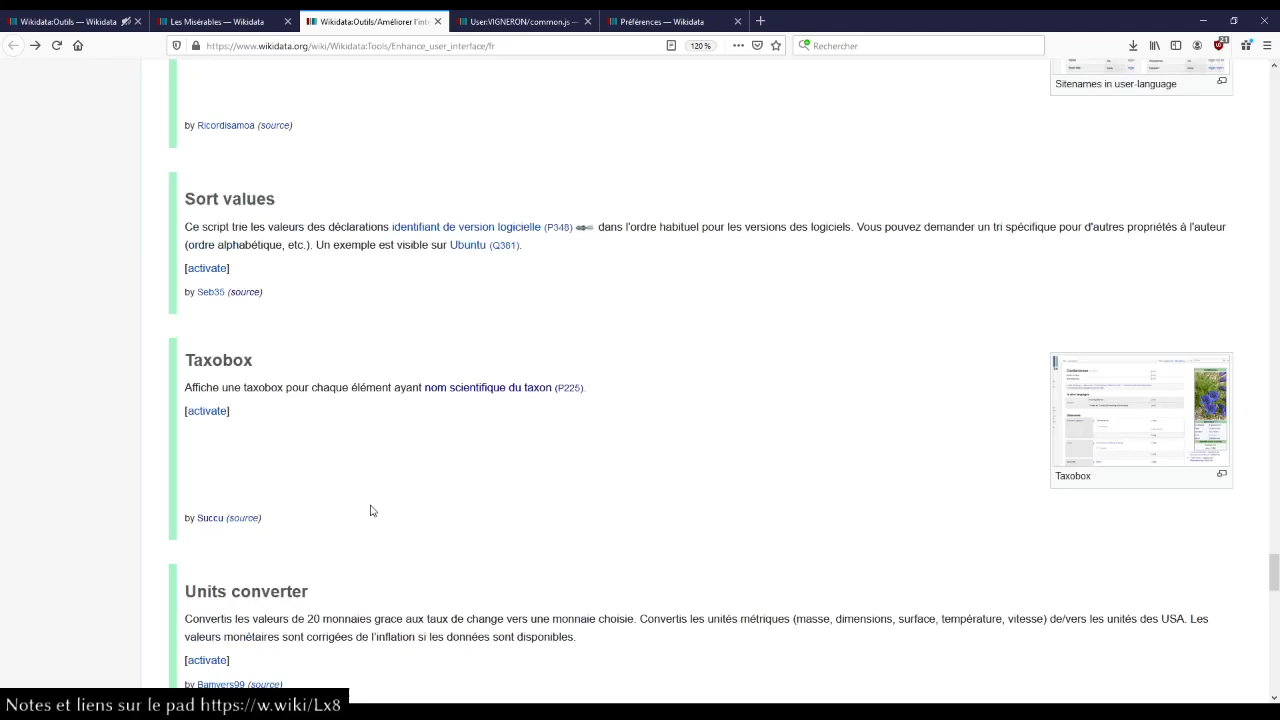 Wikidata:Outils — Wikidata
Les Misérables — Wikidata
Wikidata:Outils/Améliorer l'inte
User:VIGNERON/common.js —
Préférences — Wikidata
https://www.wikidata.org/wiki/Wikidata:Tools/Enhance_user_interface/fr
120 %
Rechercher
21
Sitenames in user-language
by Ricordisamoa (source)
Sort values
Ce script trie les valeurs des déclarations identifiant de version logicielle (P348) dans l'ordre habituel pour les versions des logiciels. Vous pouvez demander un tri spécifique pour d'autres propriétés à l'auteur
(ordre alphabétique, etc.). Un exemple est visible sur Ubuntu (Q381).
[activate]
by Seb35 (source)
Taxobox
Affiche une taxobox pour chaque élément ayant nom scientifique du taxon (P225).
[activate]
Taxobox
by Succu (source)
Units converter
Convertis les valeurs de 20 monnaies grace aux taux de change vers une monnaie choisie. Convertis les unités métriques (masse, dimensions, surface, température, vitesse) de/vers les unités des USA. Les
valeurs monétaires sont corrigées de l'inflation si les données sont disponibles.
[activate]
by Bamyers99 (source)
Notes et liens sur le pad https://w.wiki/Lx8